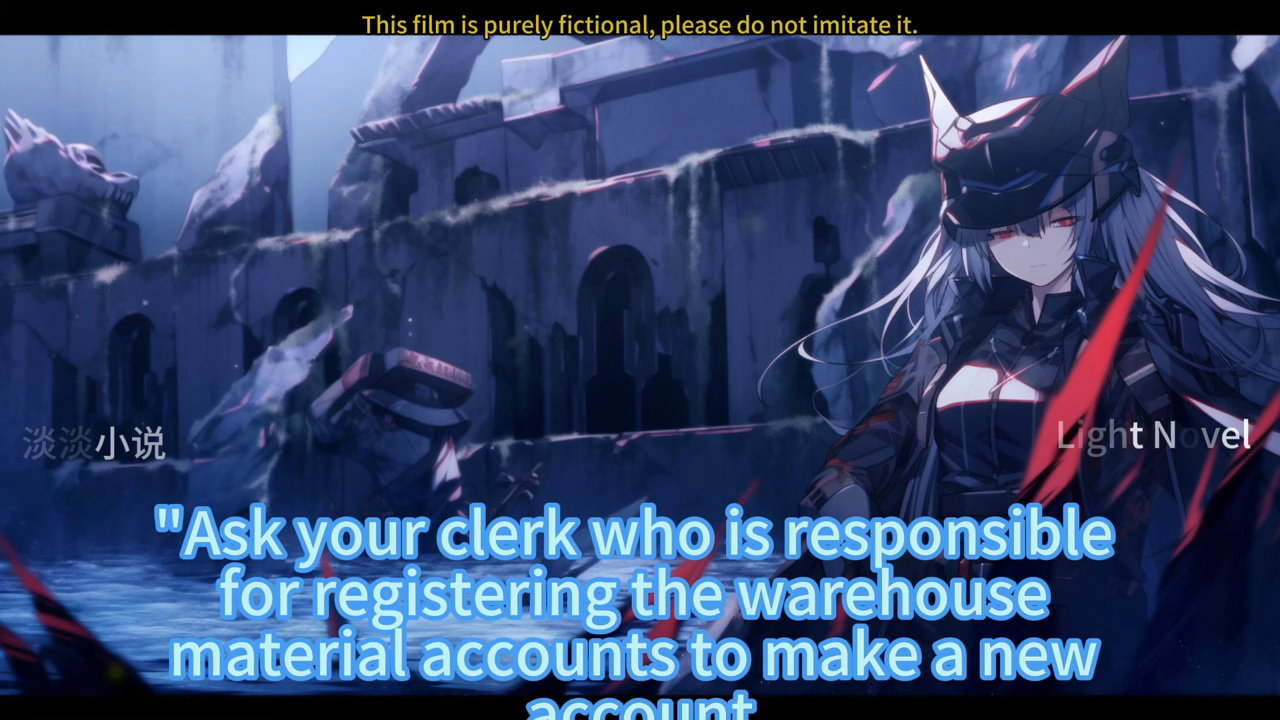 This film is purely fictional, please do not imitate it.
淡淡小说
Light Novel
"Ask your clerk who is responsible
for registering the warehouse
material accounts to make a new
account